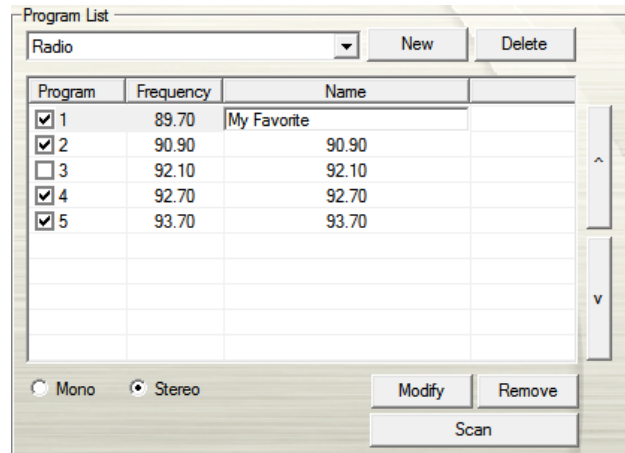 Program List
Radio New Delete
Program Frequency Name
1 89.70 My Favorite
2 90.90 90.90
3 92.10 92.10
4 92.70 92.70
5 93.70 93.70
^
v
Mono Stereo Modify Remove
Scan